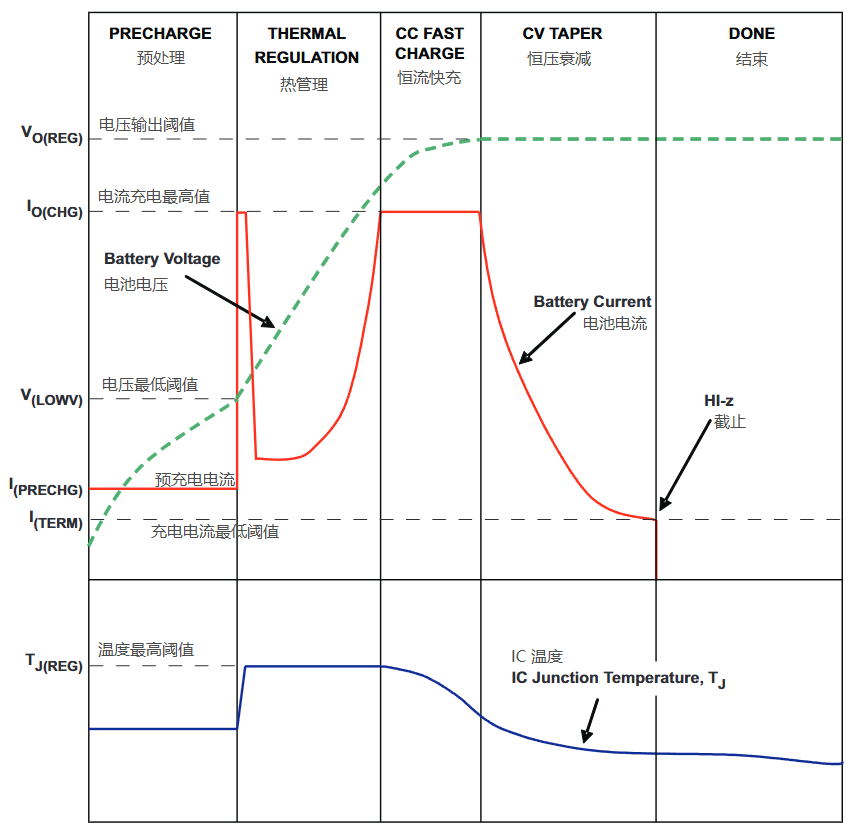 PRECHARGE
预处理
THERMAL
REGULATION
热管理
CC FAST
CHARGE
恒流快充
CV TAPER
恒压衰减
DONE
结束
VO(REG)
电压输出阈值
IO(CHG)
电流充电最高值
Battery Voltage
电池电压
Battery Current
电池电流
V(LOWV)
电压最低阈值
HI-z
截止
I(PRECHG)
预充电电流
I(TERM)
充电电流最低阈值
TJ(REG)
温度最高阈值
IC 温度
IC Junction Temperature, TJ